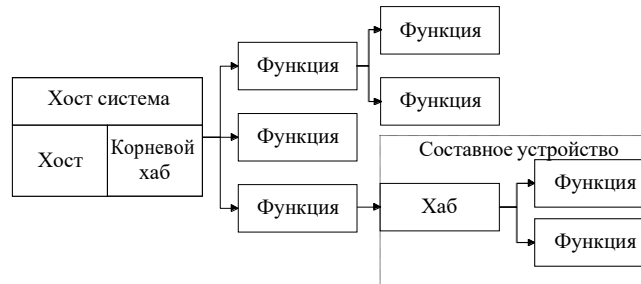 Хост система
Хост
Корневой
хаб
Функция
Функция
Функция
Функция
Функция
Составное устройство
Хаб
Функция
Функция